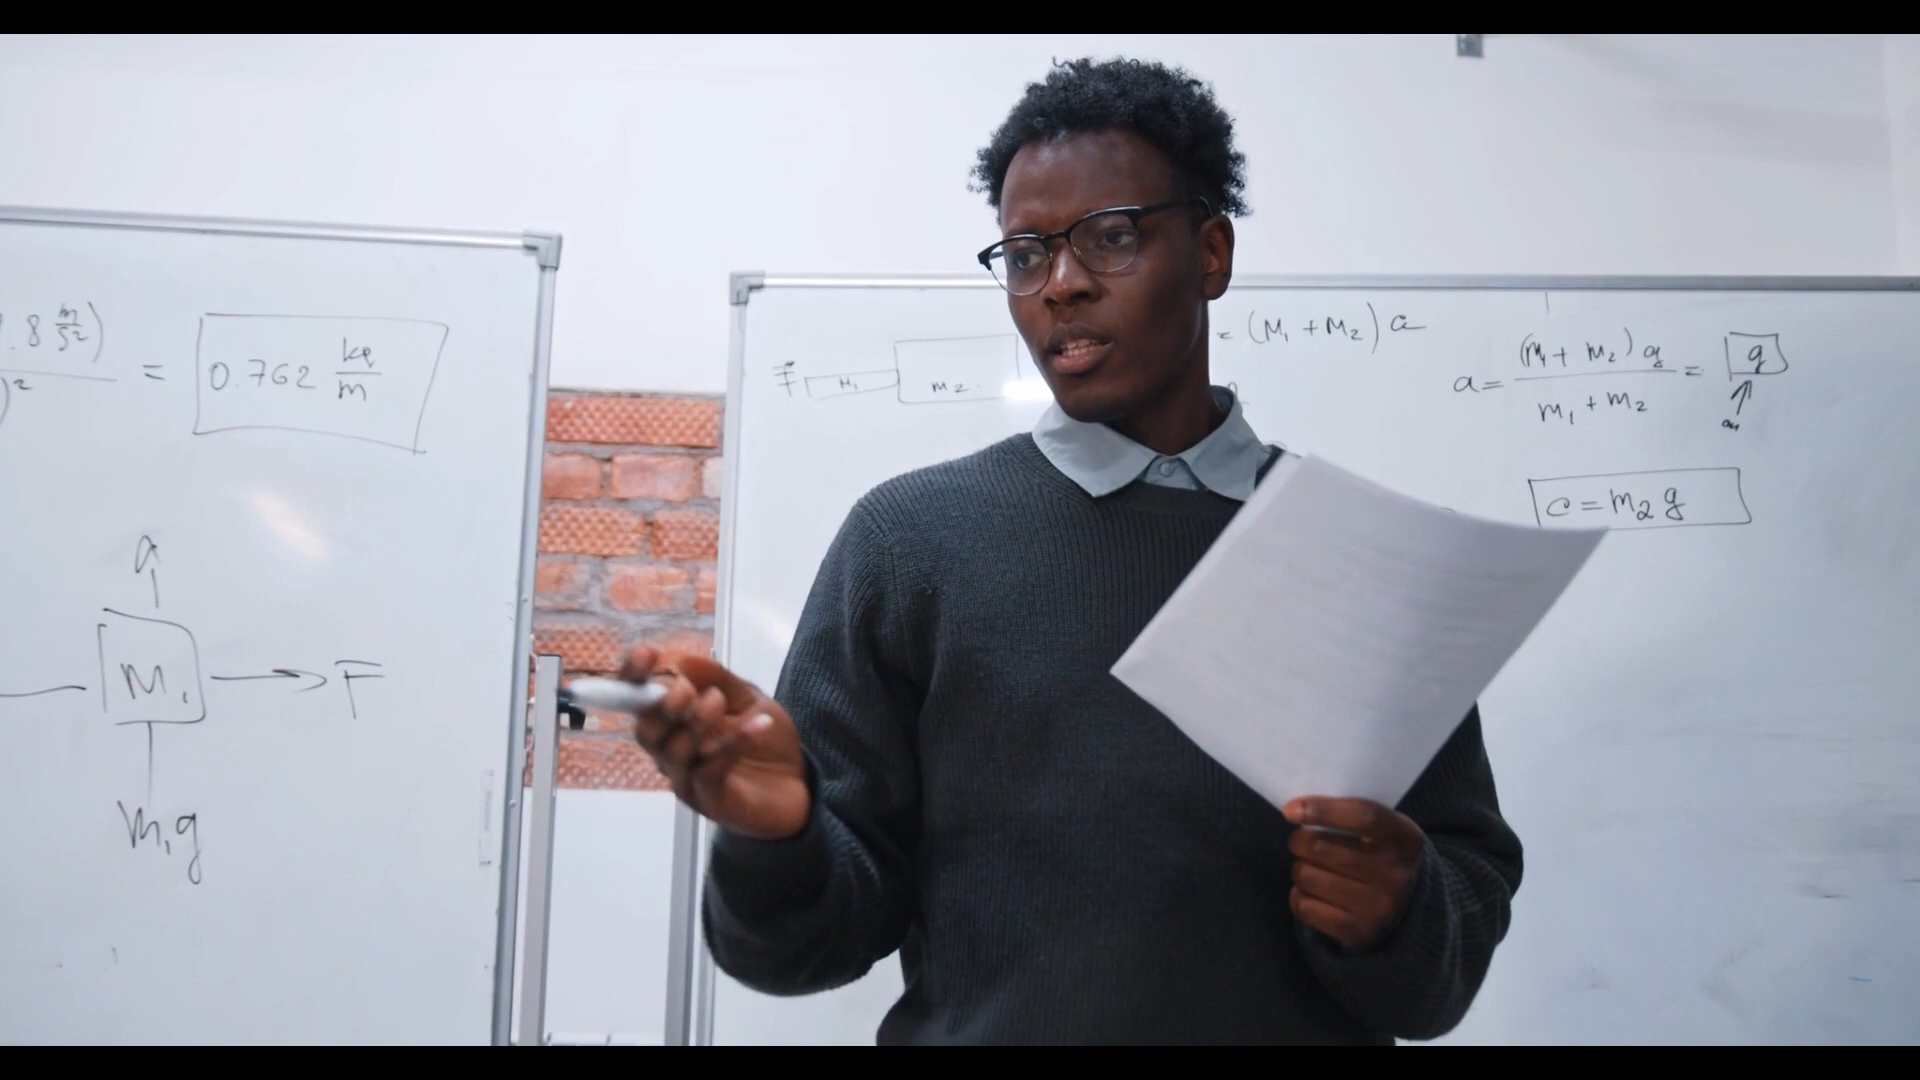 .8 m/s²)
)²
= 0.762 kg/m
a
M₁ → F
m₁g
F M₁ m₂
= (M₁ + M₂) a
a = (m₁ + m₂) g / m₁ + m₂ = g
c = m₂ g